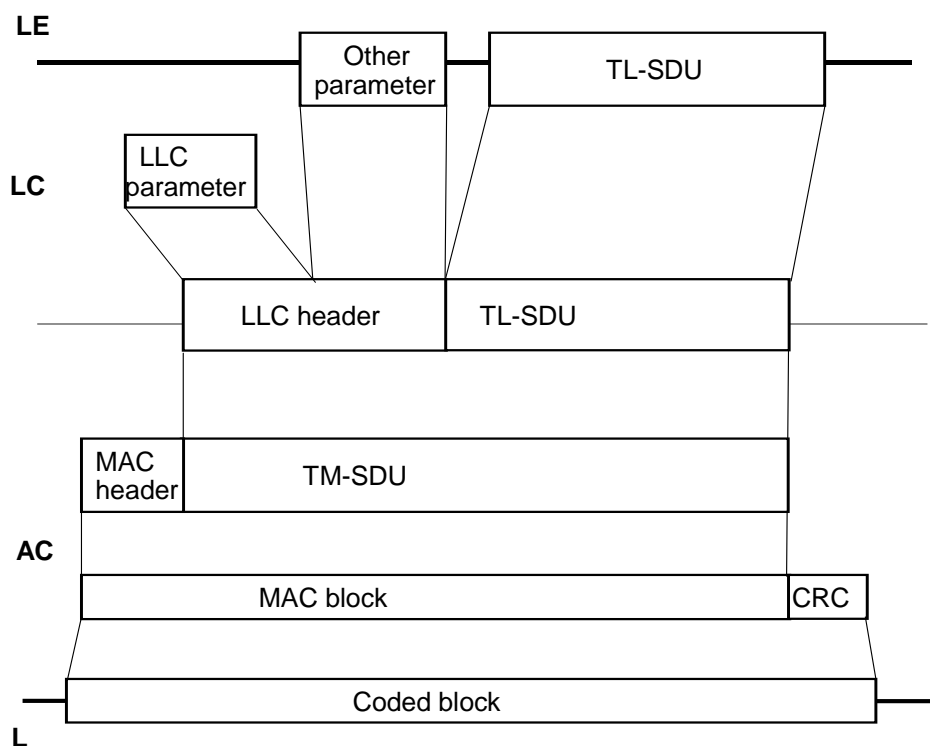 LE
Other
parameter
TL-SDU
LLC
parameter
LC
LLC header
TL-SDU
MAC
header
TM-SDU
AC
MAC block
CRC
Coded block
L